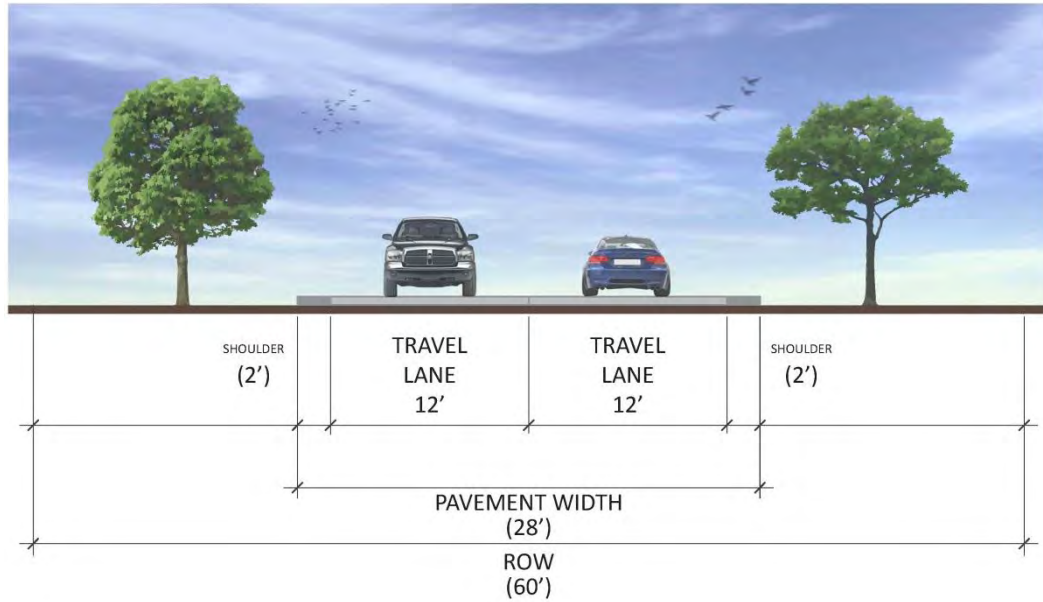 SHOULDER
(2')
TRAVEL
LANE
12'
TRAVEL
LANE
12'
SHOULDER
(2')
PAVEMENT WIDTH
(28')
ROW
(60')